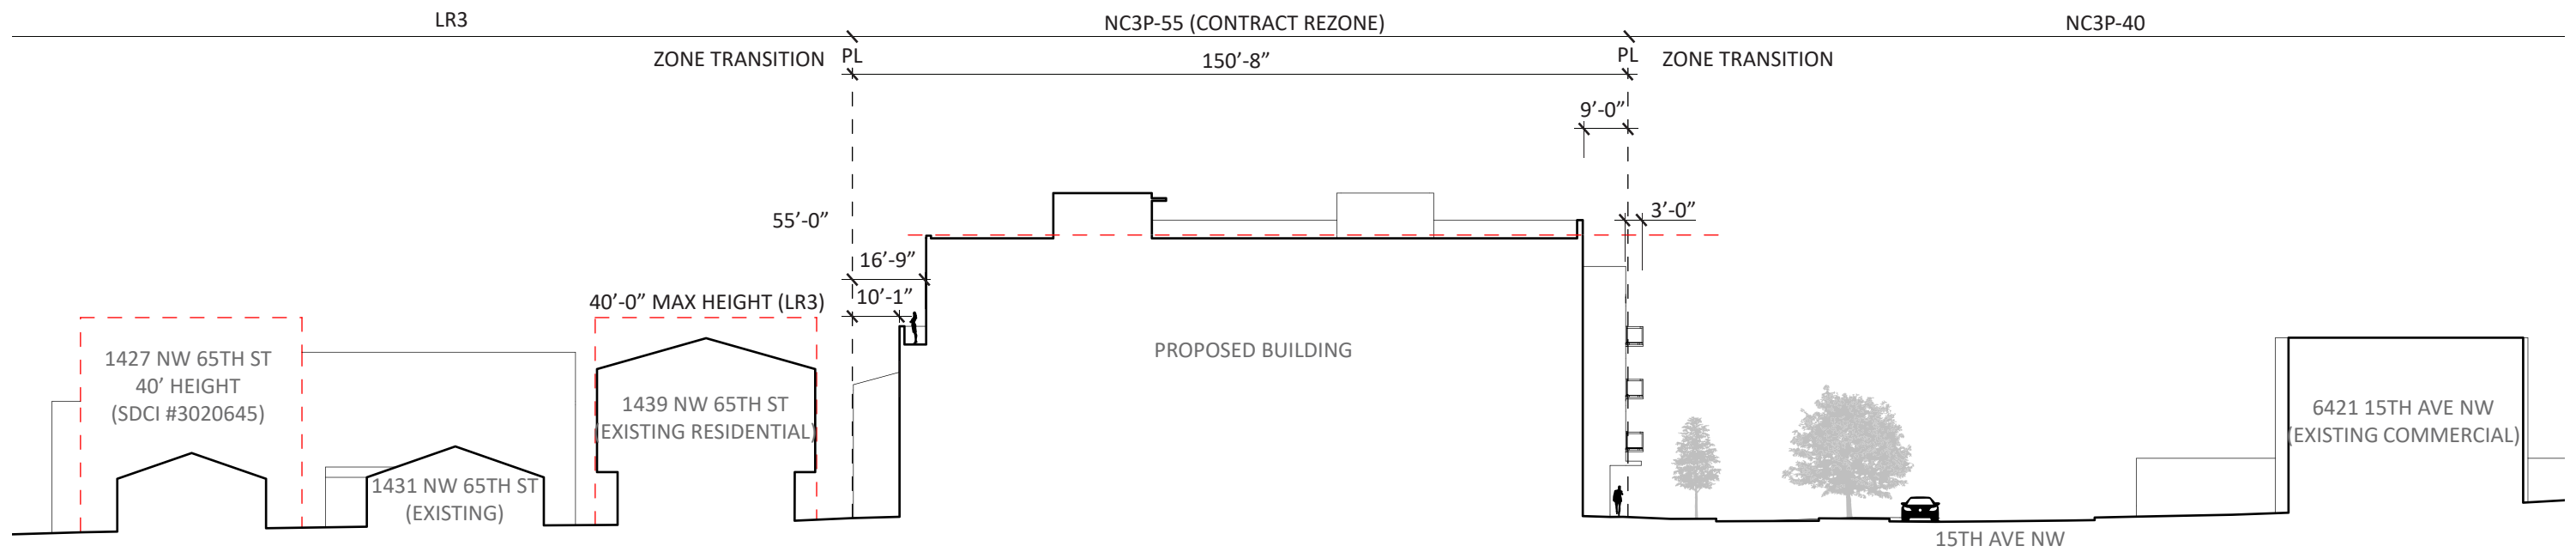 LR3
NC3P-55 (CONTRACT REZONE)
NC3P-40
ZONE TRANSITION
PL
150’-8”
PL
ZONE TRANSITION
9’-0”
55’-0”
3’-0”
16’-9”
40’-0” MAX HEIGHT (LR3)
10’-1”
1427 NW 65TH ST
40’ HEIGHT
(SDCI #3020645)
1431 NW 65TH ST
(EXISTING)
1439 NW 65TH ST
(EXISTING RESIDENTIAL)
PROPOSED BUILDING
6421 15TH AVE NW
(EXISTING COMMERCIAL)
15TH AVE NW